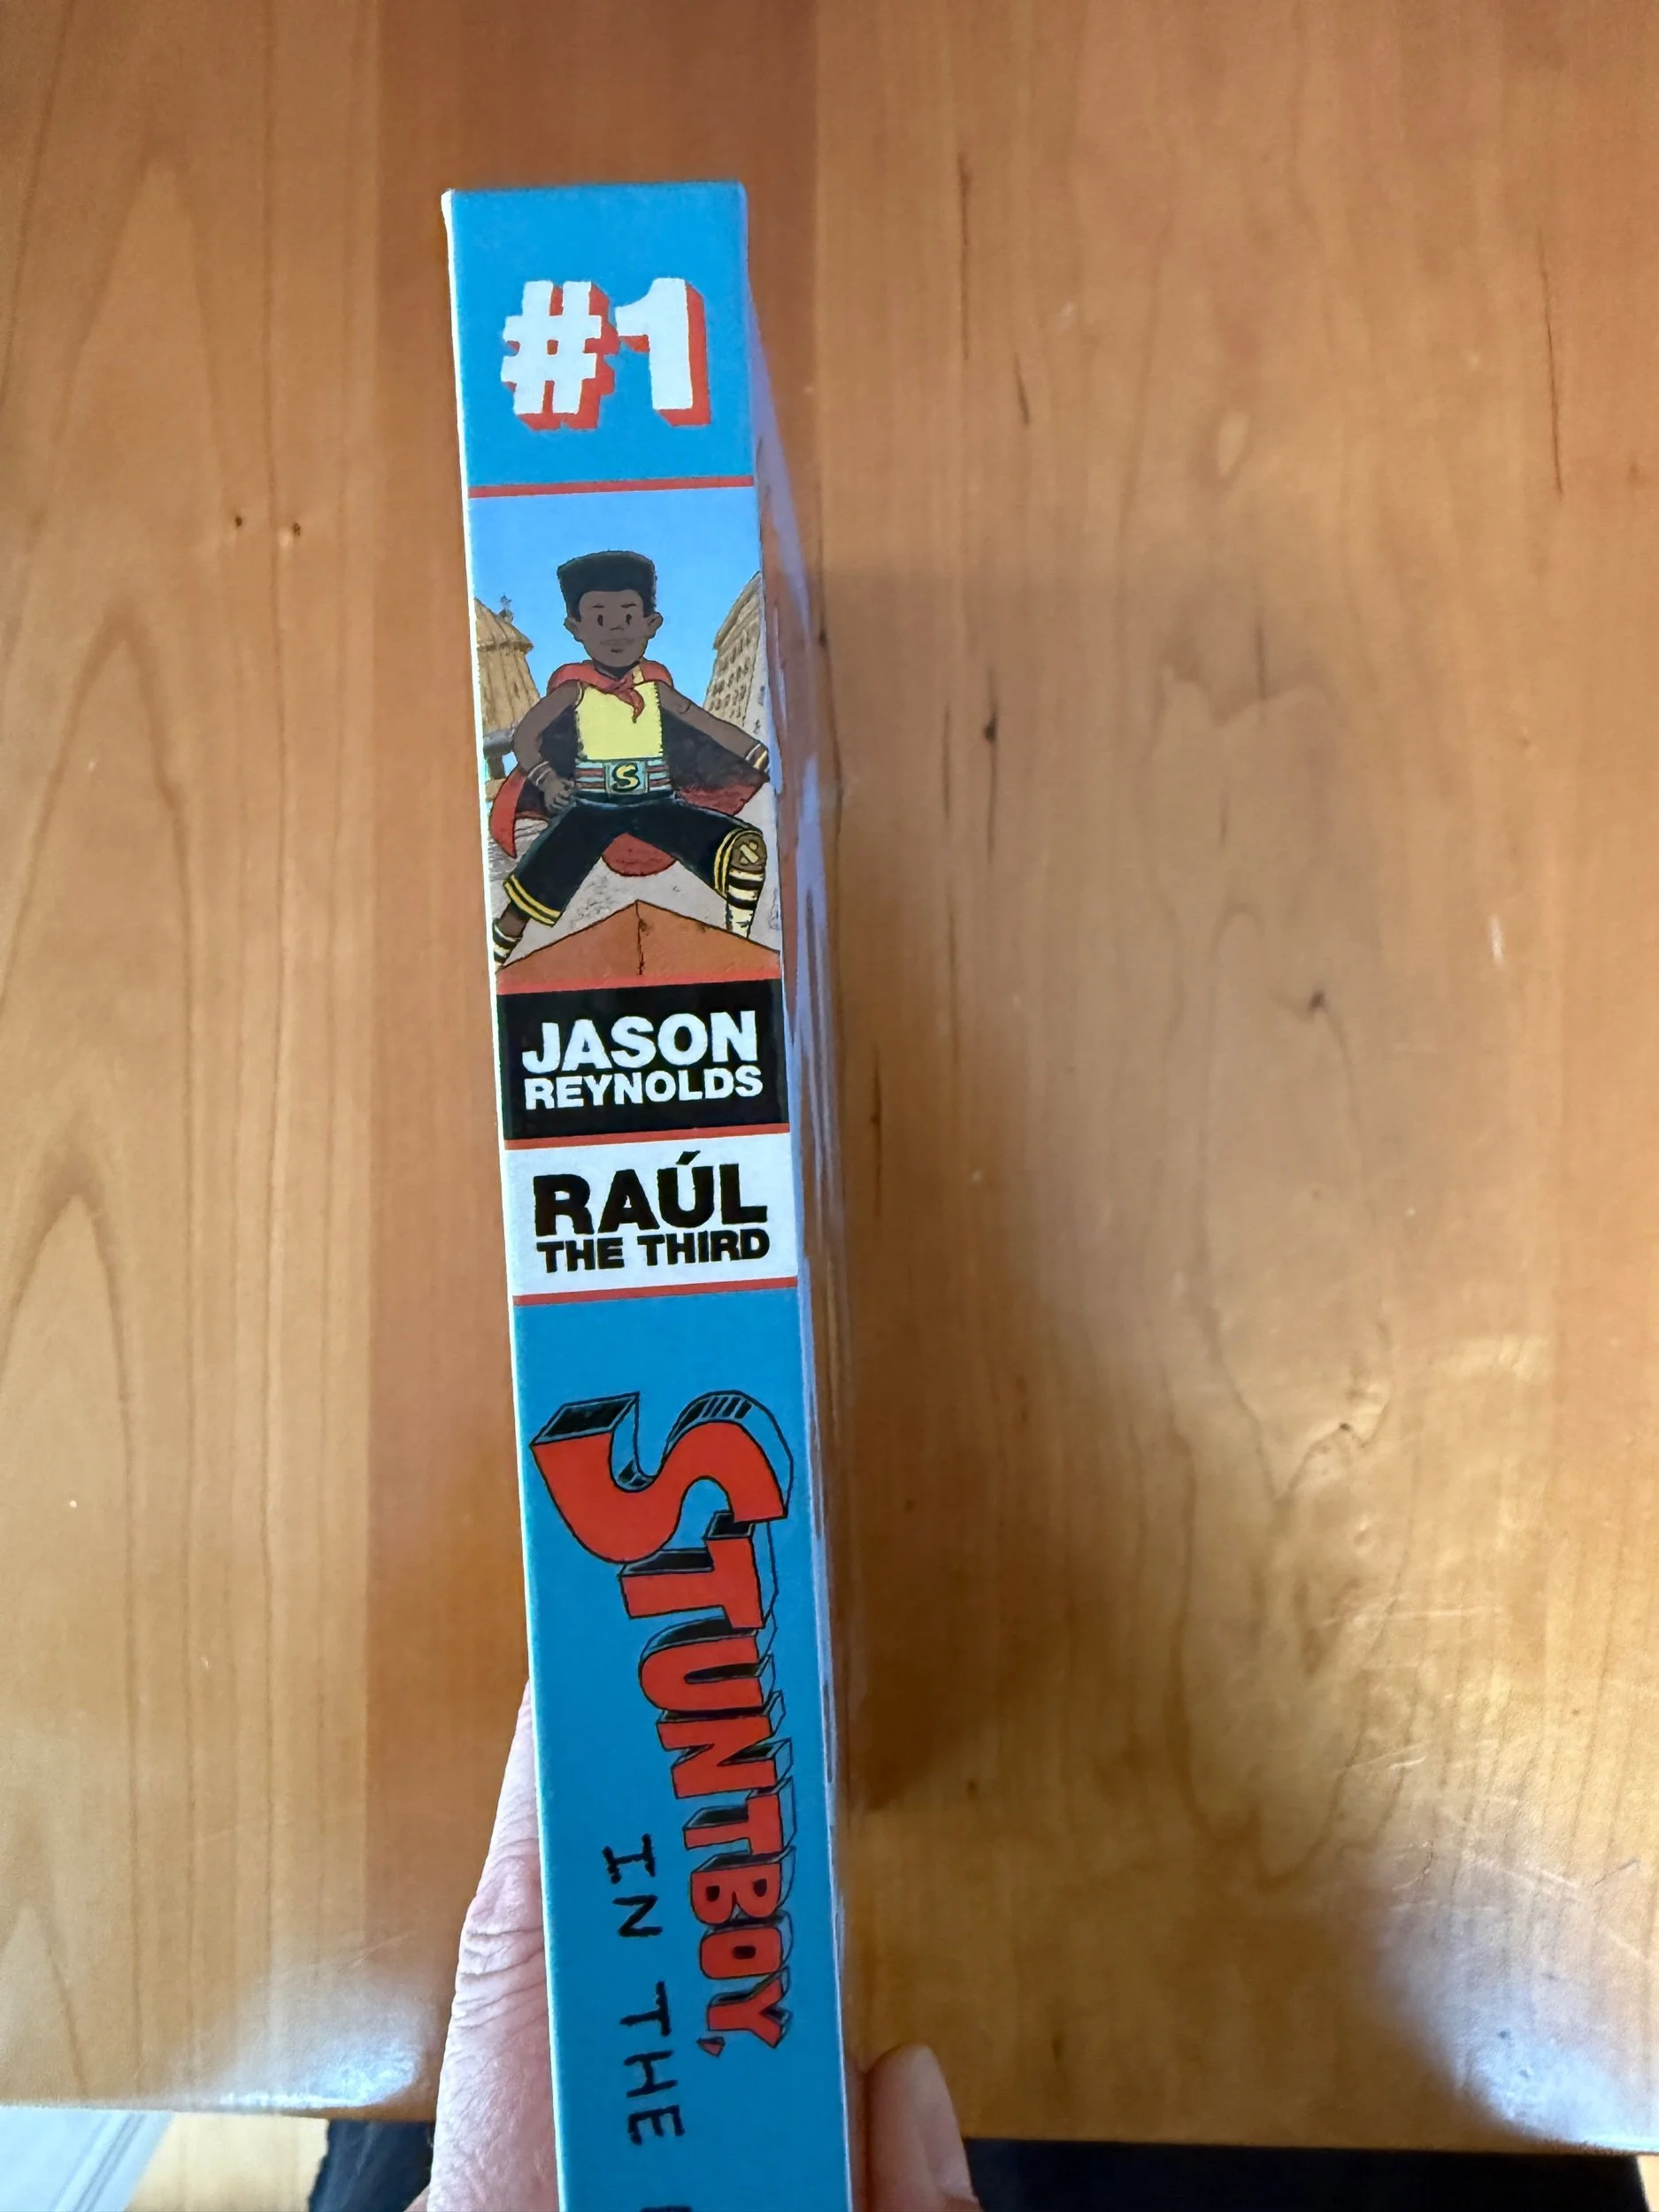 #1
S
JASON
REYNOLDS
RAÚL
THE THIRD
STUNTBOY,
IN THE